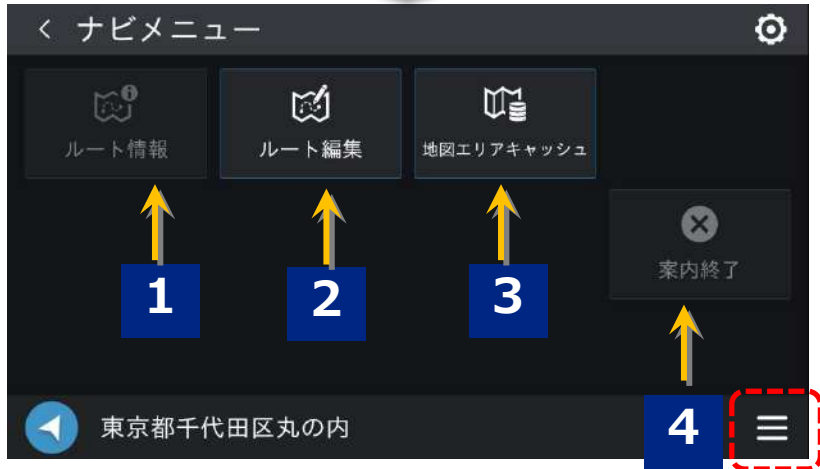 ナビメニュー
ルート情報
ルート編集
地図エリアキャッシュ
案内終了
1
2
3
4
東京都千代田区丸の内